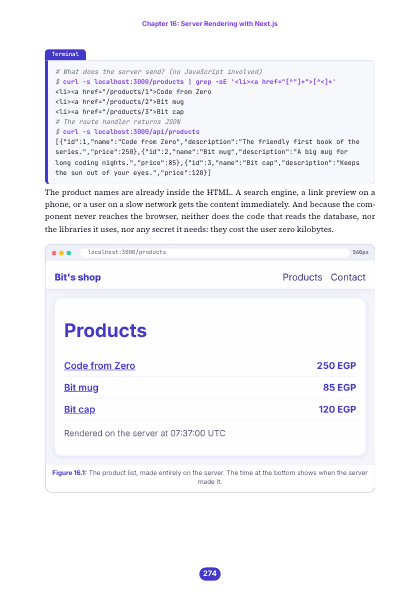 Chapter 16: Server Rendering with Next.js
Terminal
# What does the server send? (no JavaScript involved)
$ curl -s localhost:3000/products | grep -oE '<li><a href="[^"]+">[^<]+'
<li><a href="/products/1">Code from Zero
<li><a href="/products/2">Bit mug
<li><a href="/products/3">Bit cap
# The route handler returns JSON
$ curl -s localhost:3000/api/products
[{"id":1,"name":"Code from Zero","description":"The friendly first book of the
series.","price":250},{"id":2,"name":"Bit mug","description":"A big mug for
long coding nights.","price":85},{"id":3,"name":"Bit cap","description":"Keeps
the sun out of your eyes.","price":120}]
The product names are already inside the HTML. A search engine, a link preview on a
phone, or a user on a slow network gets the content immediately. And because the com-
ponent never reaches the browser, neither does the code that reads the database, nor
the libraries it uses, nor any secret it needs: they cost the user zero kilobytes.
localhost:3000/products
560px
Bit's shop
Products Contact
Products
Code from Zero 250 EGP
Bit mug 85 EGP
Bit cap 120 EGP
Rendered on the server at 07:37:00 UTC
Figure 16.1: The product list, made entirely on the server. The time at the bottom shows when the server
made it.
274